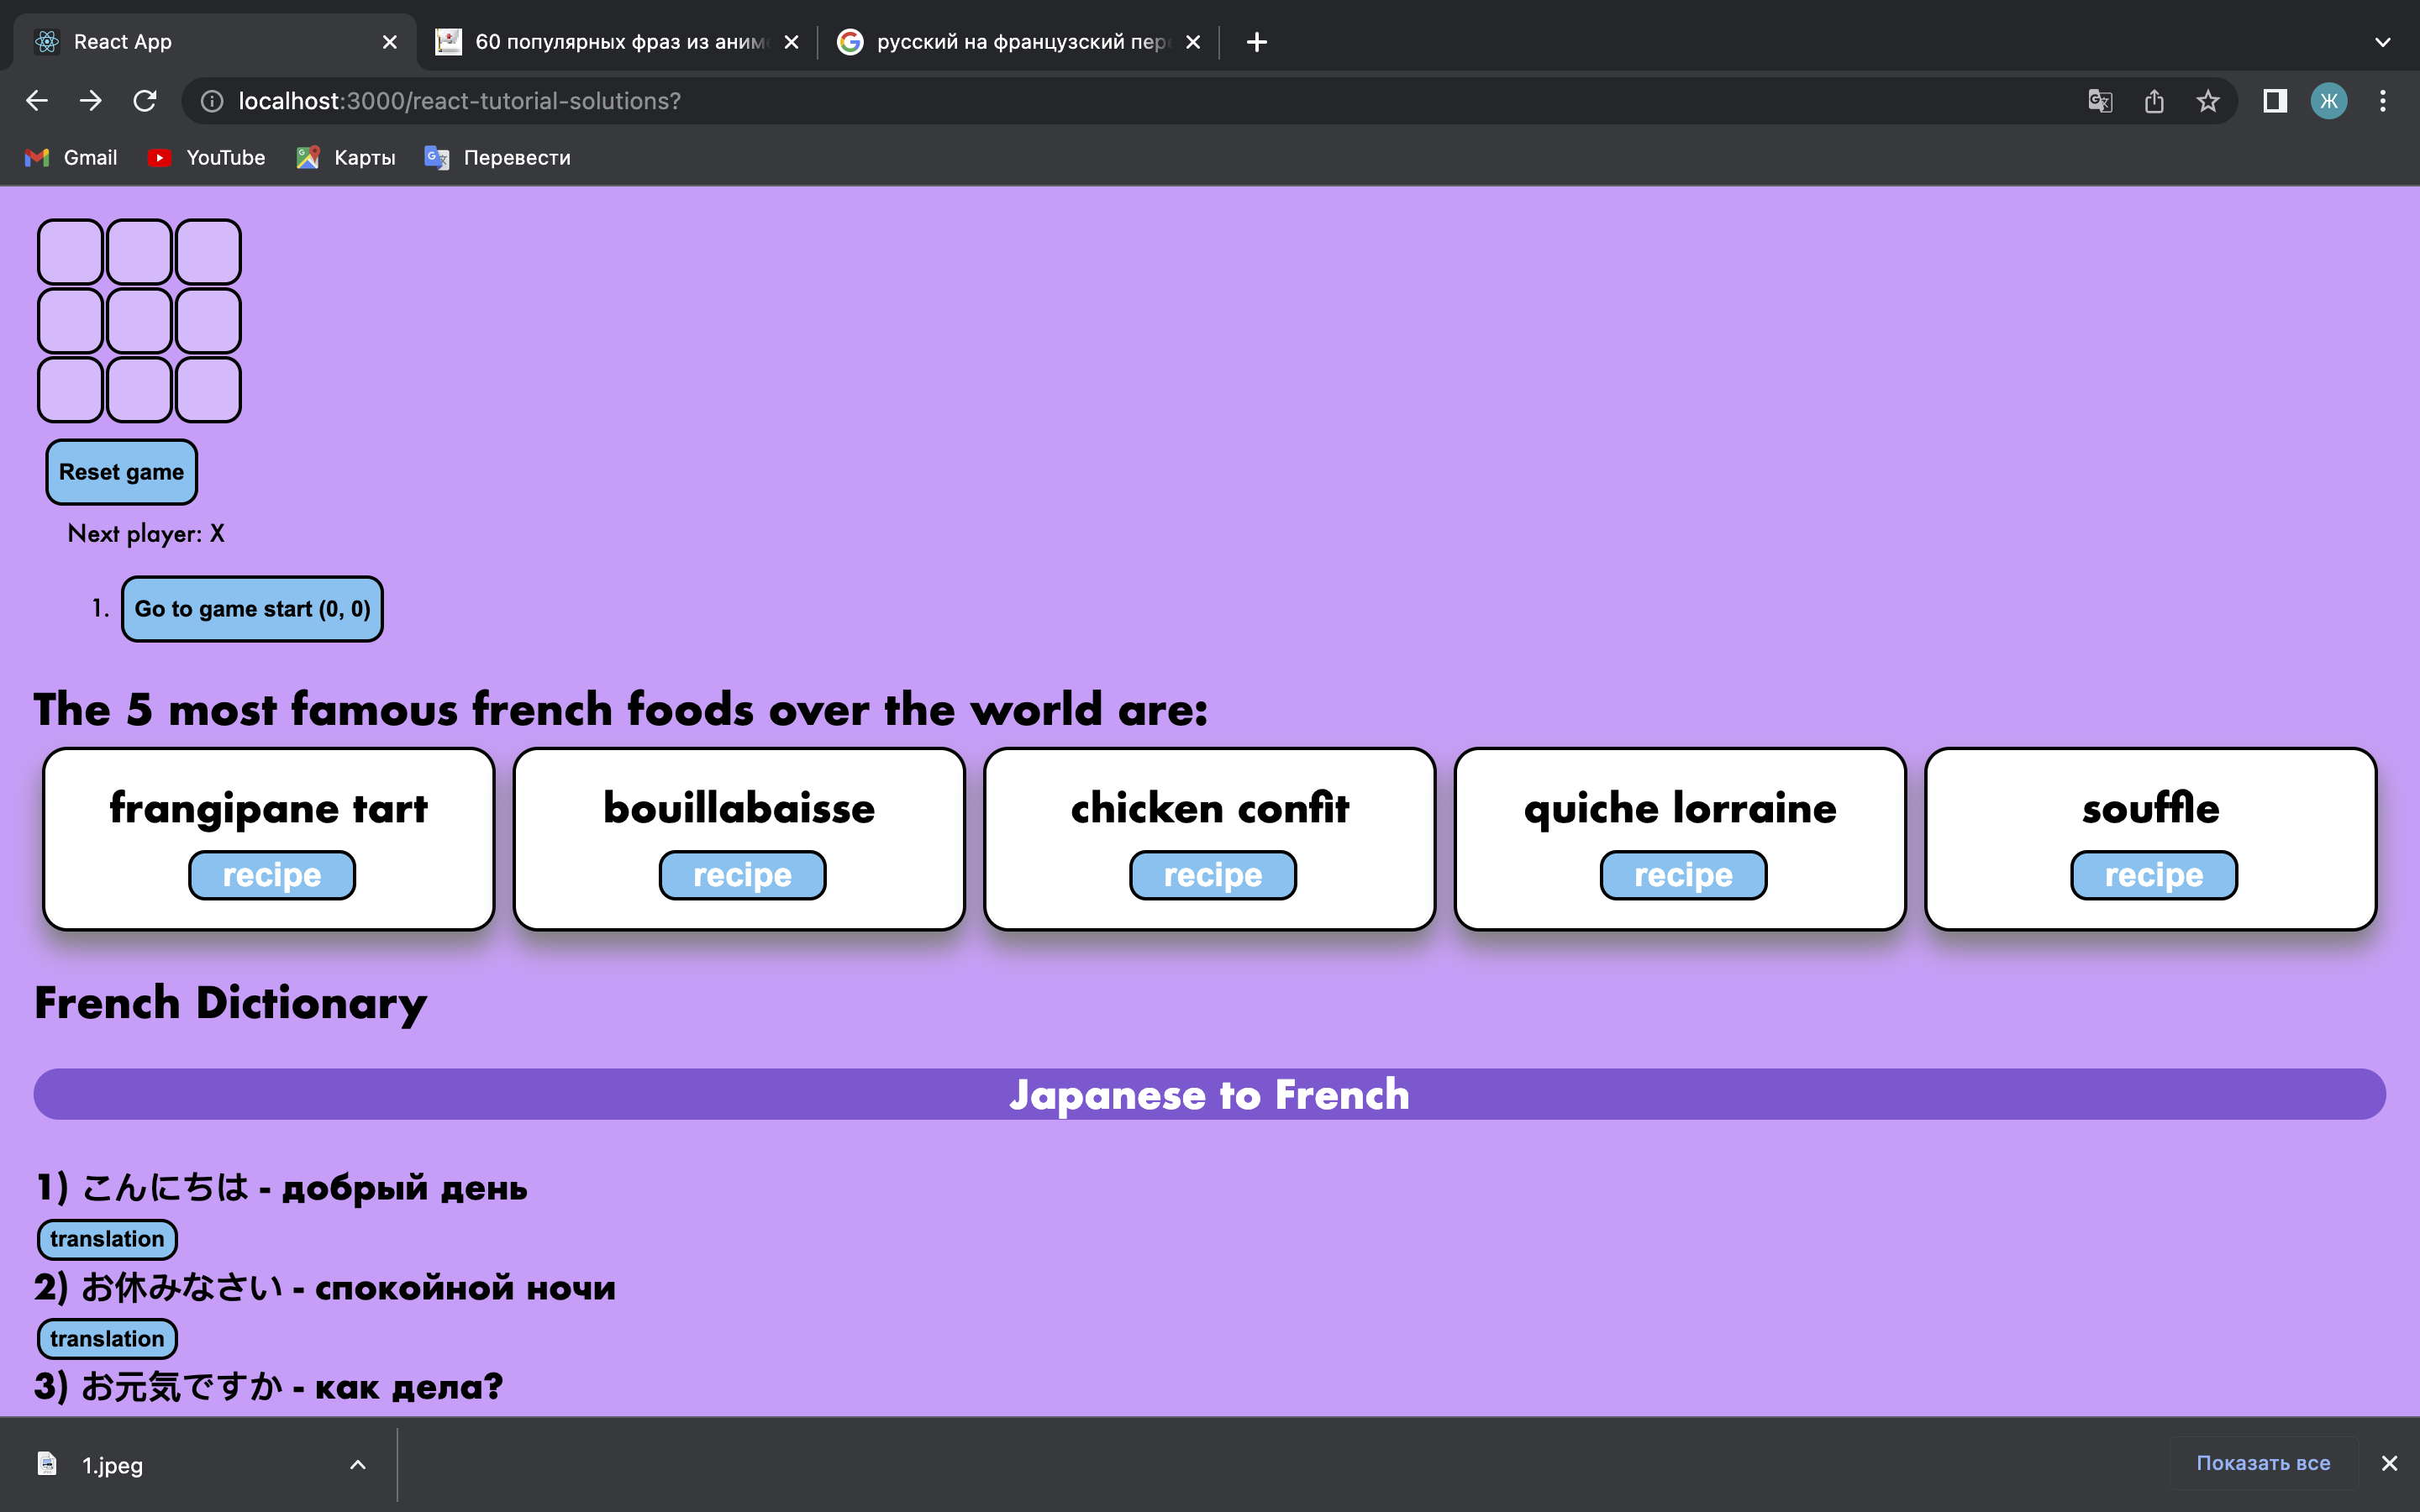 React App
60 популярных фраз из аним
русский на французский пер
localhost:3000/react-tutorial-solutions?
Ж
Gmail
YouTube
Карты
Перевести
Reset game
Next player: X
1. Go to game start (0, 0)
The 5 most famous french foods over the world are:
frangipane tart
recipe
bouillabaisse
recipe
chicken confit
recipe
quiche lorraine
recipe
souffle
recipe
French Dictionary
Japanese to French
1) こんにちは - добрый день
translation
2) お休みなさい - спокойной ночи
translation
3) お元気ですか - как дела?
1.jpeg
Показать все